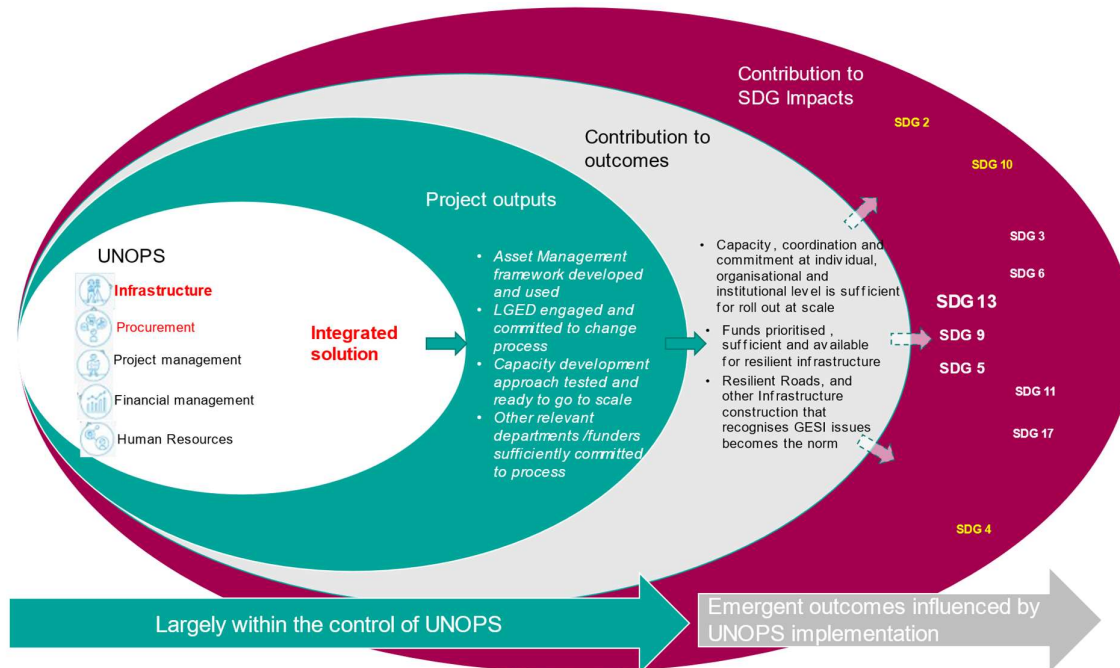 UNOPS
Infrastructure
Procurement
Project management
Financial management
Human Resources
Integrated
solution
Project outputs
• Asset Management
framework developed
and used
• LGED engaged and
committed to change
process
• Capacity development
approach tested and
ready to go to scale
• Other relevant
departments /funders
sufficiently committed
to process
Contribution to
outcomes
• Capacity , coordination and
commitment at individual,
organisational and
institutional level is sufficient
for roll out at scale
• Funds prioritised ,
sufficient and available
for resilient infrastructure
• Resilient Roads, and
other Infrastructure
construction that
recognises GESI issues
becomes the norm
Contribution to
SDG Impacts
SDG 2
SDG 10
SDG 3
SDG 6
SDG 13
SDG 9
SDG 5
SDG 11
SDG 17
SDG 4
Largely within the control of UNOPS
Emergent outcomes influenced by
UNOPS implementation